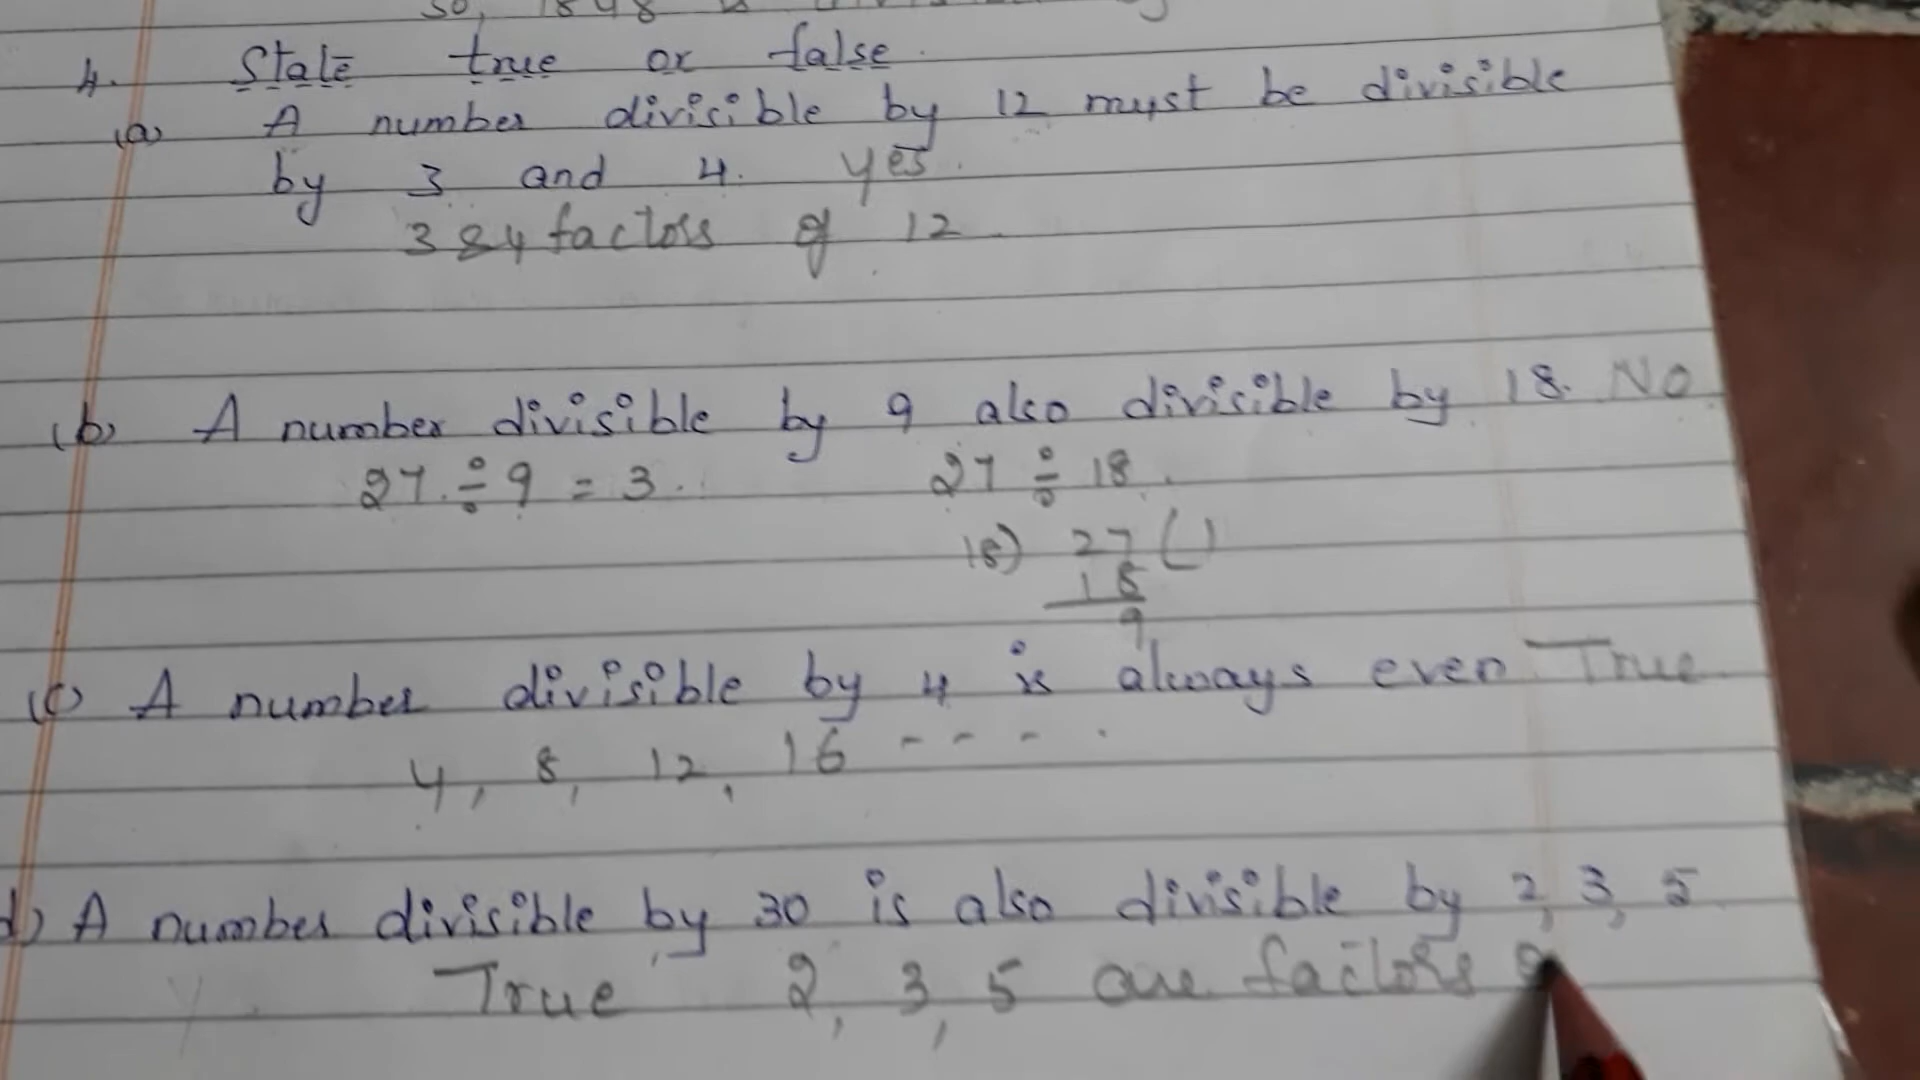 So, 1848
4. State true or false.
(a) A number divisible by 12 must be divisible
by 3 and 4. yes.
3 & 4 factors of 12
(b) A number divisible by 9 also divisible by 18. No
27 ÷ 9 = 3. 27 ÷ 18.
18) 27 (1
18
9
(c) A number divisible by 4 is always even True
4, 8, 12, 16 - - - .
d) A number divisible by 30 is also divisible by 2, 3, 5
True 2, 3, 5 are factors